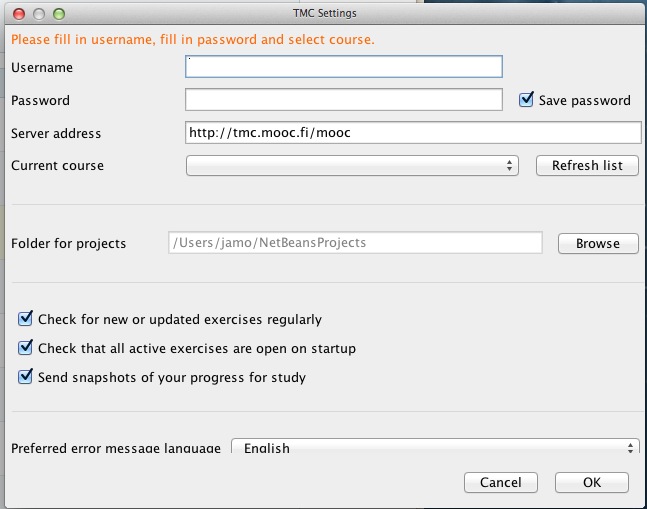 TMC Settings
Please fill in username, fill in password and select course.
Username
Password
Save password
Server address http://tmc.mooc.fi/mooc
Current course
Refresh list
Folder for projects /Users/jamo/NetBeansProjects Browse
Check for new or updated exercises regularly
Check that all active exercises are open on startup
Send snapshots of your progress for study
Preferred error message language English
Cancel OK